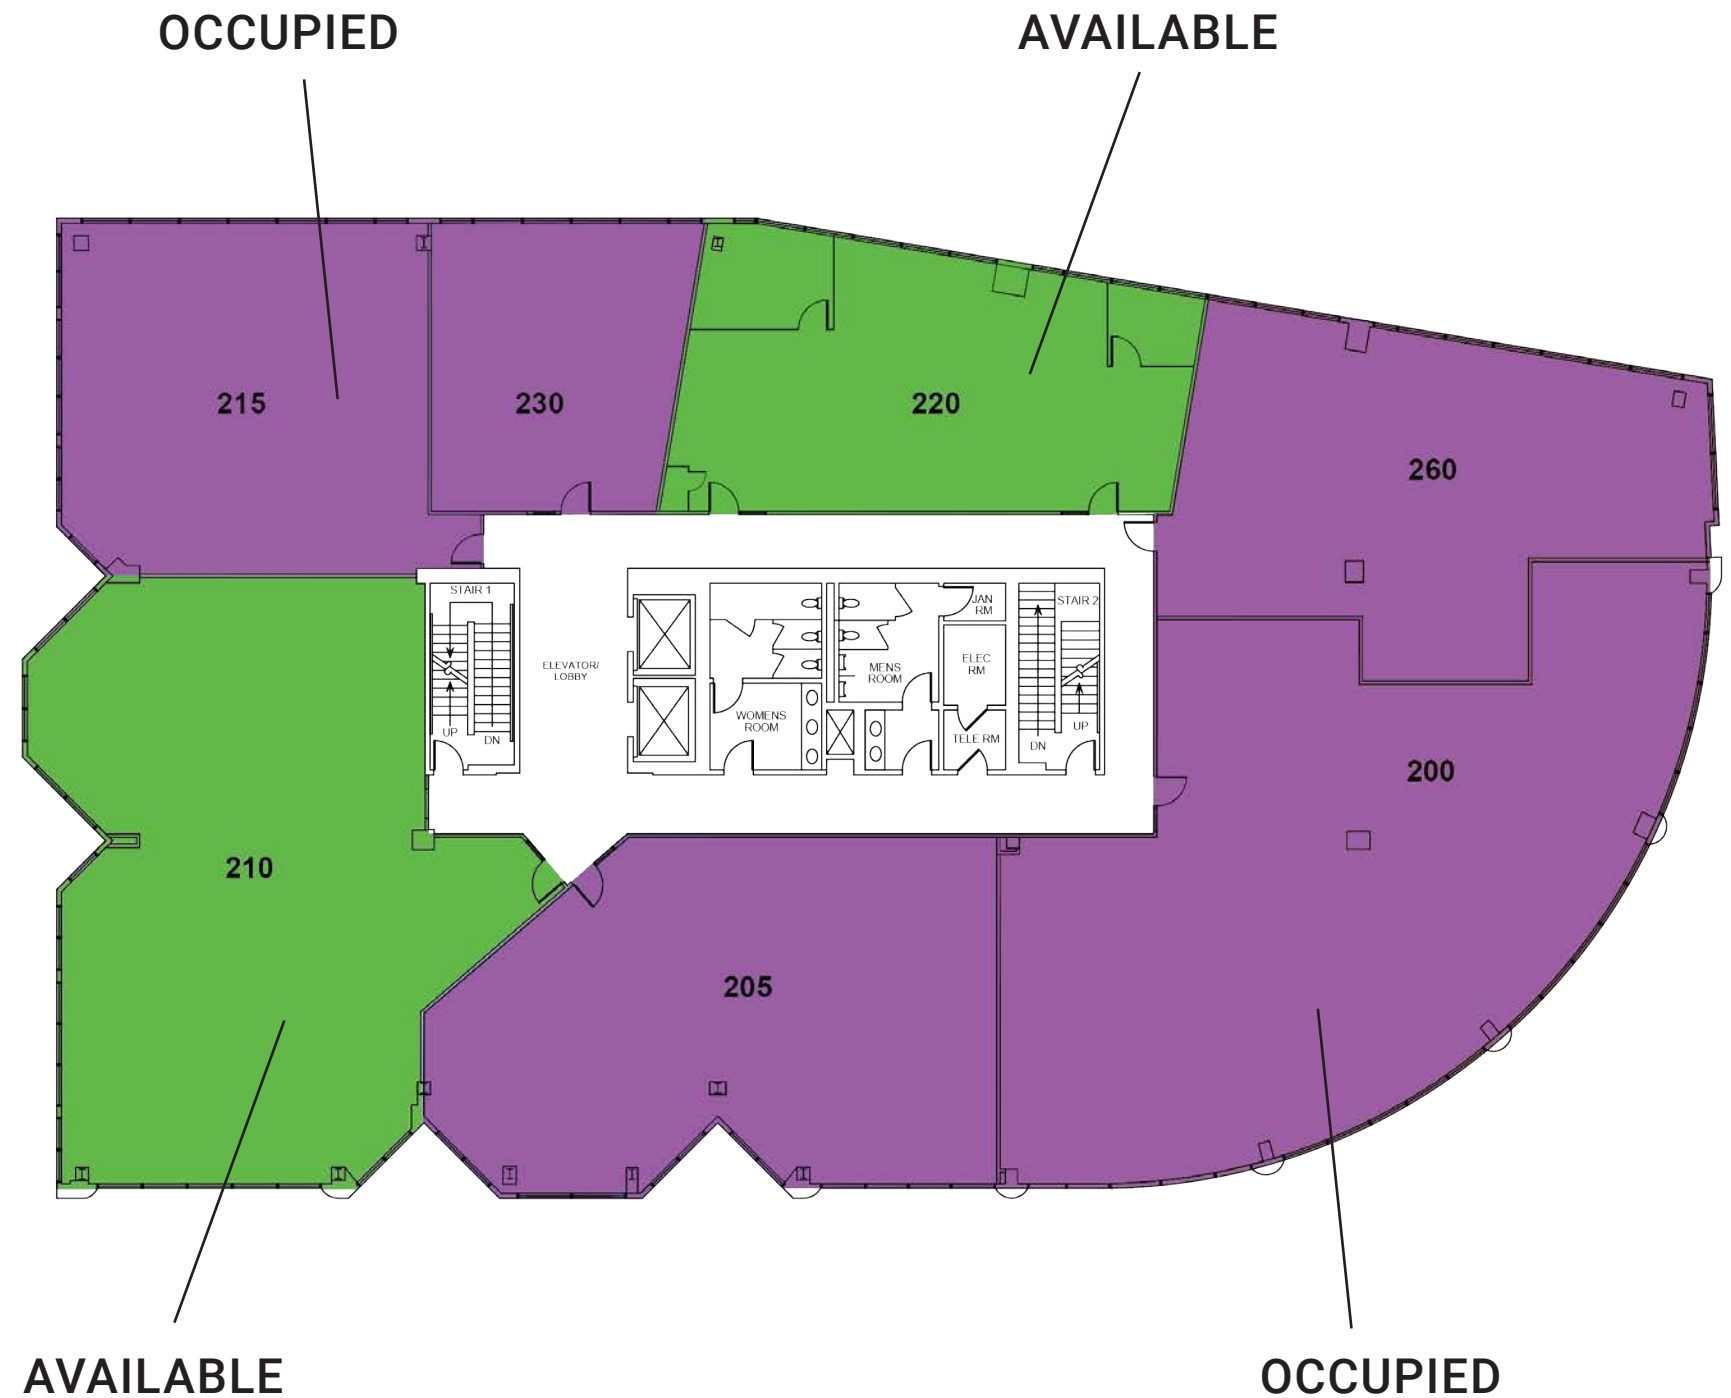 OCCUPIED
AVAILABLE
215
230
220
260
STAIR 1
ELEVATOR/
LOBBY
UP
DN
WOMENS
ROOM
MENS
ROOM
JAN
RM
ELEC
RM
TELE RM
STAIR 2
DN
UP
200
210
205
AVAILABLE
OCCUPIED